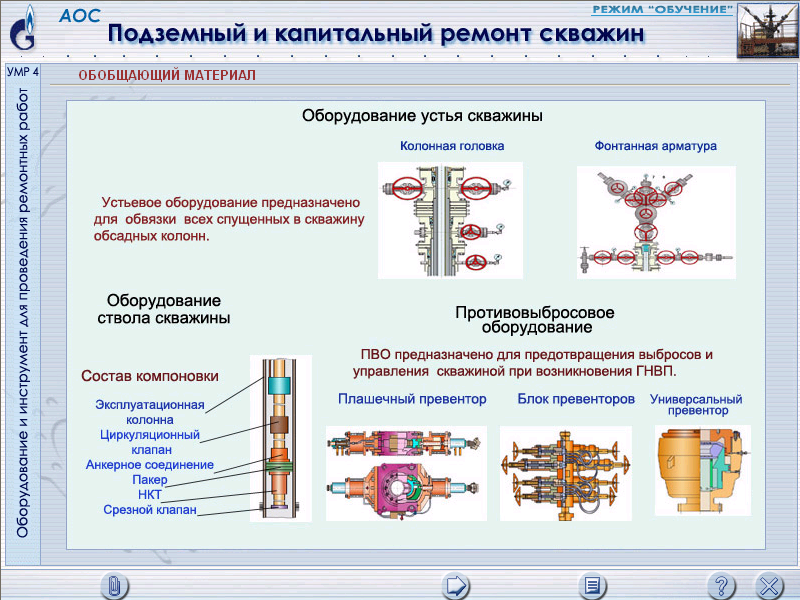 АОС
РЕЖИМ "ОБУЧЕНИЕ"
Подземный и капитальный ремонт скважин
УМР 4
ОБОБЩАЮЩИЙ МАТЕРИАЛ
Оборудование и инструмент для проведения ремонтных работ
Оборудование устья скважины
Колонная головка
Фонтанная арматура
Устьевое оборудование предназначено
для обвязки всех спущенных в скважину
обсадных колонн.
Оборудование
ствола скважины
Состав компоновки
Эксплуатационная
колонна
Циркуляционный
клапан
Анкерное соединение
Пакер
НКТ
Срезной клапан
Противовыбросовое
оборудование
ПВО предназначено для предотвращения выбросов и
управления скважиной при возникновения ГНВП.
Плашечный превентор
Блок превенторов
Универсальный
превентор